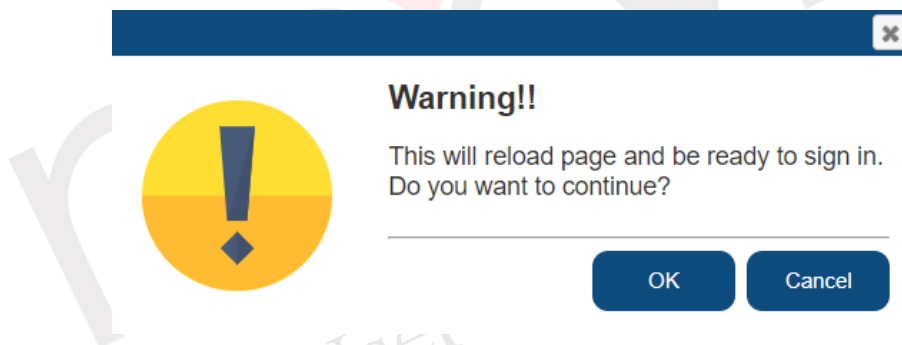 Warning!!
This will reload page and be ready to sign in.
Do you want to continue?
OK
Cancel